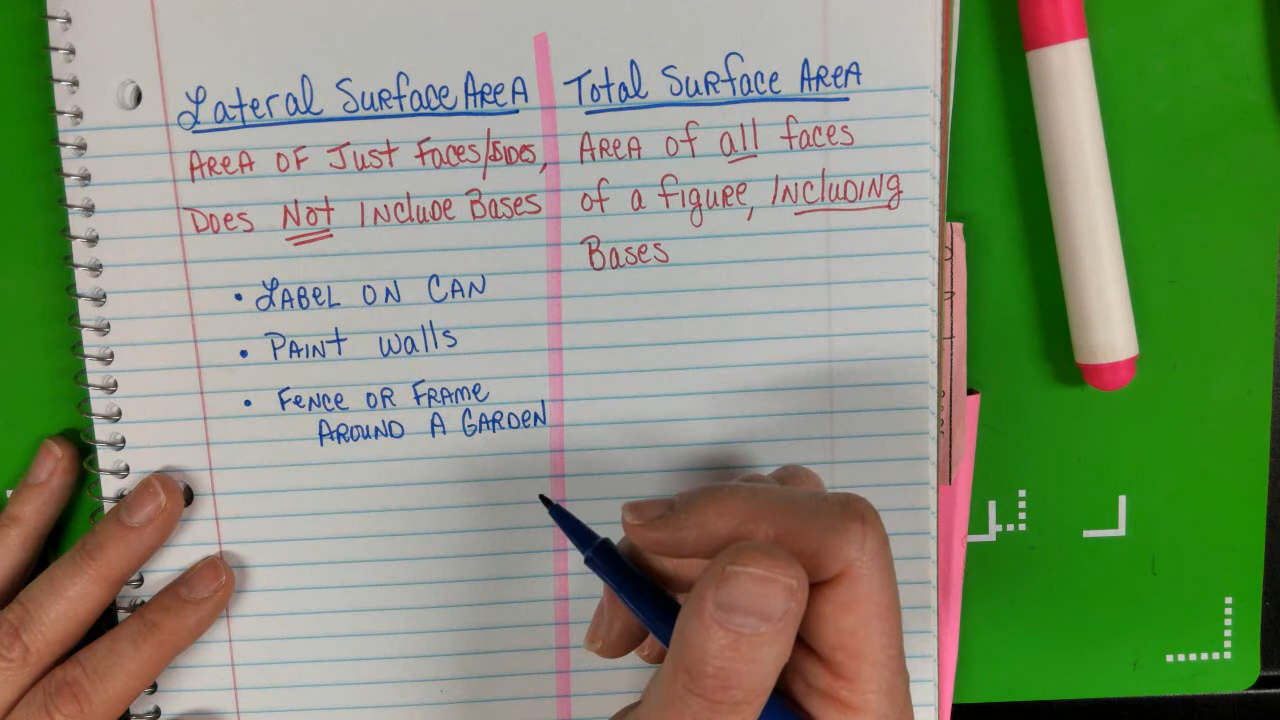 Lateral Surface Area
Area of Just Faces/Sides,
Does Not Include Bases
• Label on Can
• Paint walls
• Fence or Frame
Around a Garden
Total Surface Area
Area of all faces
of a figure, Including
Bases